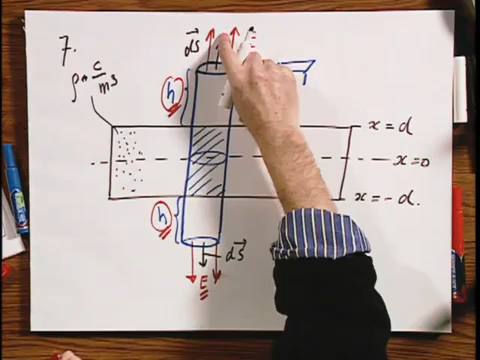 7.
dS⃗
E
ρ c/m3
h
x = d
x = 0
x = - d.
h
dS⃗
E